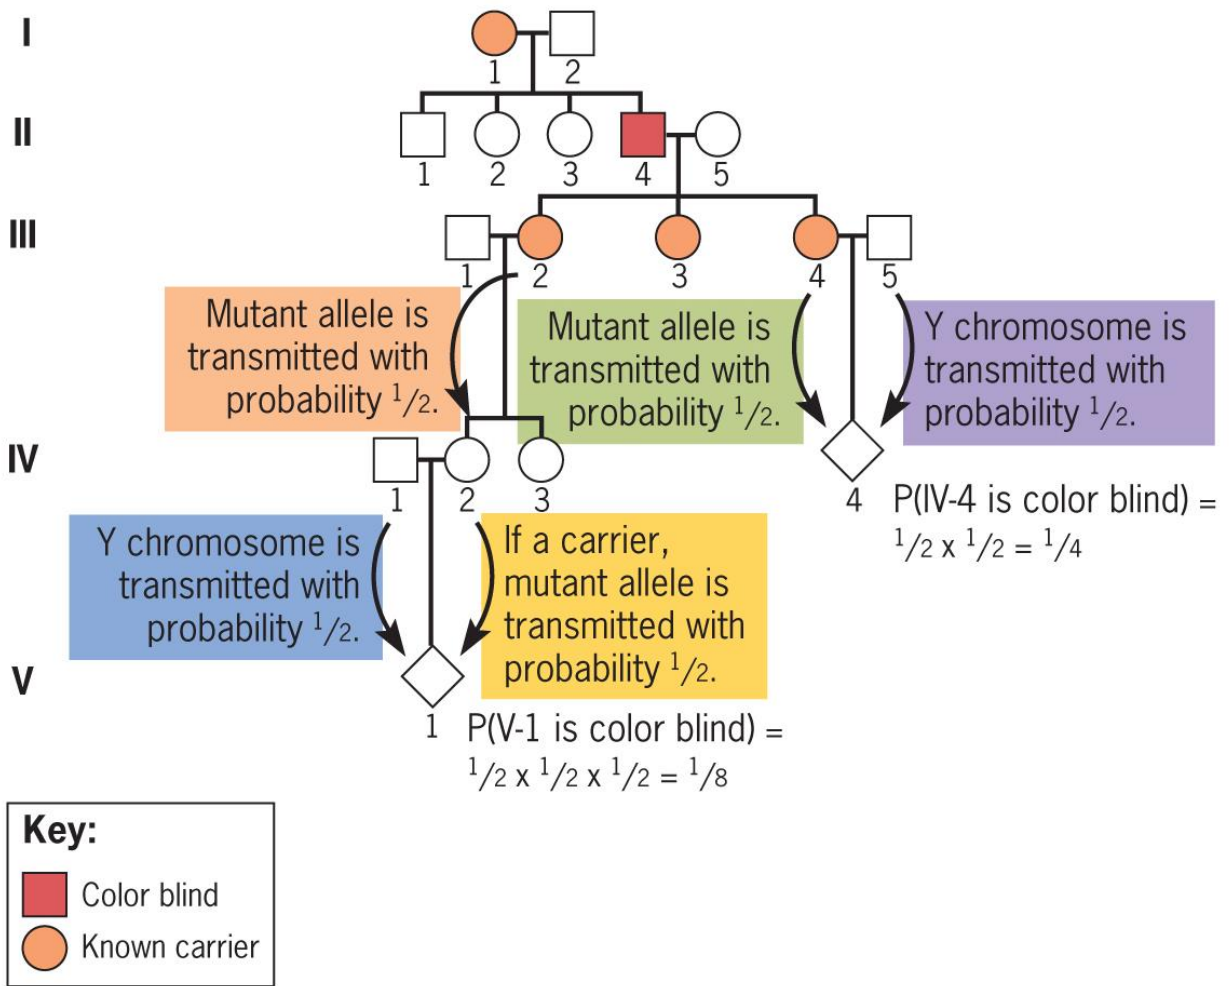 I
1 2
II
1 2 3 4 5
III
1 2 3 4 5
Mutant allele is
transmitted with
probability 1/2.
Mutant allele is
transmitted with
probability 1/2.
Y chromosome is
transmitted with
probability 1/2.
IV
1 2 3 4
P(IV-4 is color blind) =
1/2 x 1/2 = 1/4
Y chromosome is
transmitted with
probability 1/2.
If a carrier,
mutant allele is
transmitted with
probability 1/2.
V
1
P(V-1 is color blind) =
1/2 x 1/2 x 1/2 = 1/8
Key:
Color blind
Known carrier